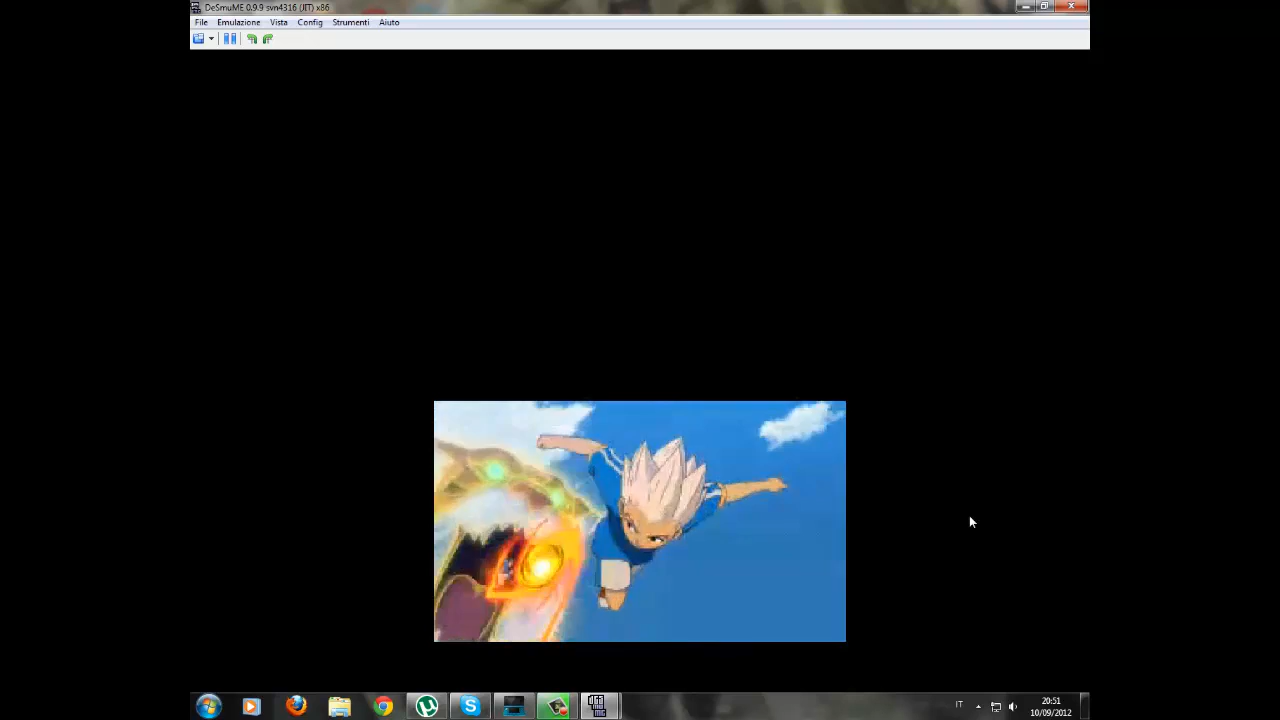 DeSmuME 0.9.9 svn4316 (JIT) x86
File Emulazione Vista Config Strumenti Aiuto
IT
20:51
10/09/2012